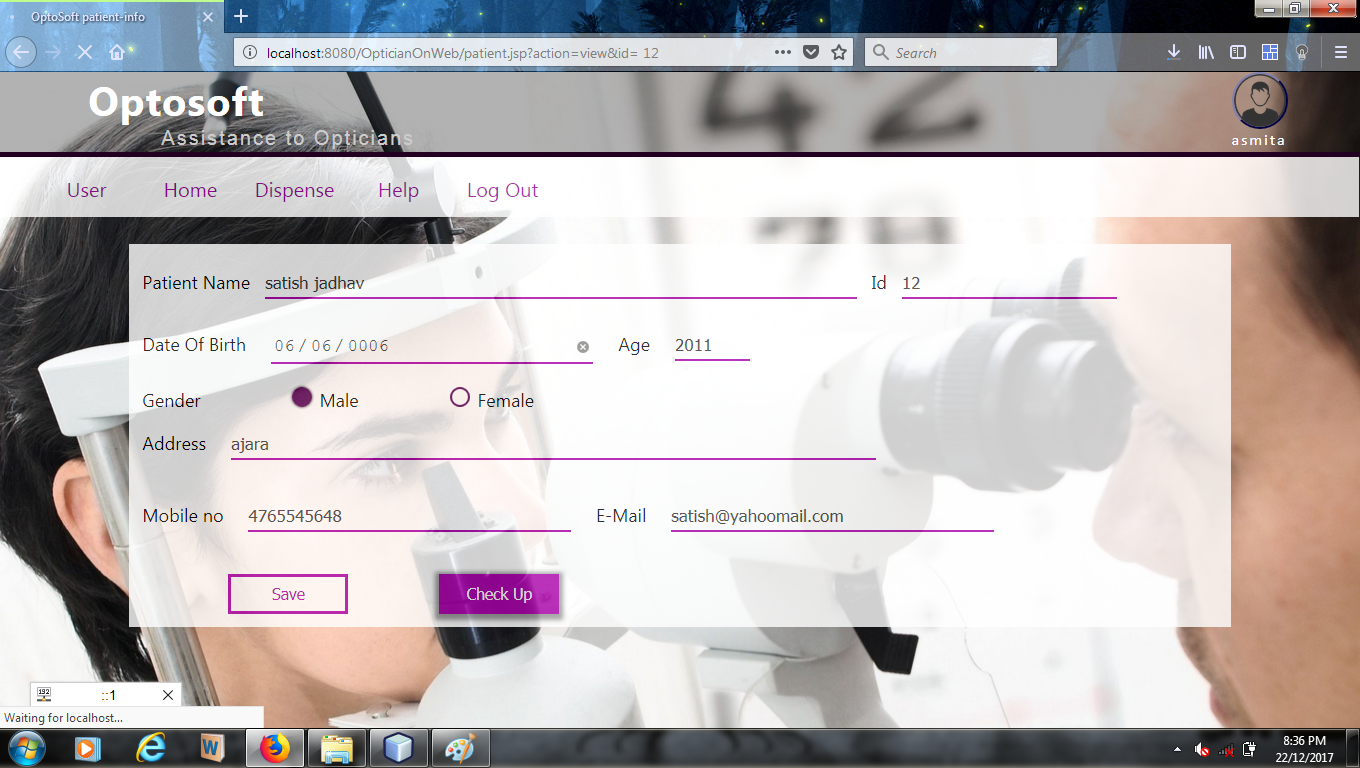 OptoSoft patient-info
localhost:8080/OpticianOnWeb/patient.jsp?action=view&id= 12
Search
Optosoft
Assistance to Opticians
asmita
User Home Dispense Help Log Out
42
78
Patient Name satish jadhav Id 12
Date Of Birth 06 / 06 / 0006 Age 2011
Gender Male Female
Address ajara
Mobile no 4765545648 E-Mail satish@yahoomail.com
Save Check Up
::1
Waiting for localhost...
8:36 PM
22/12/2017